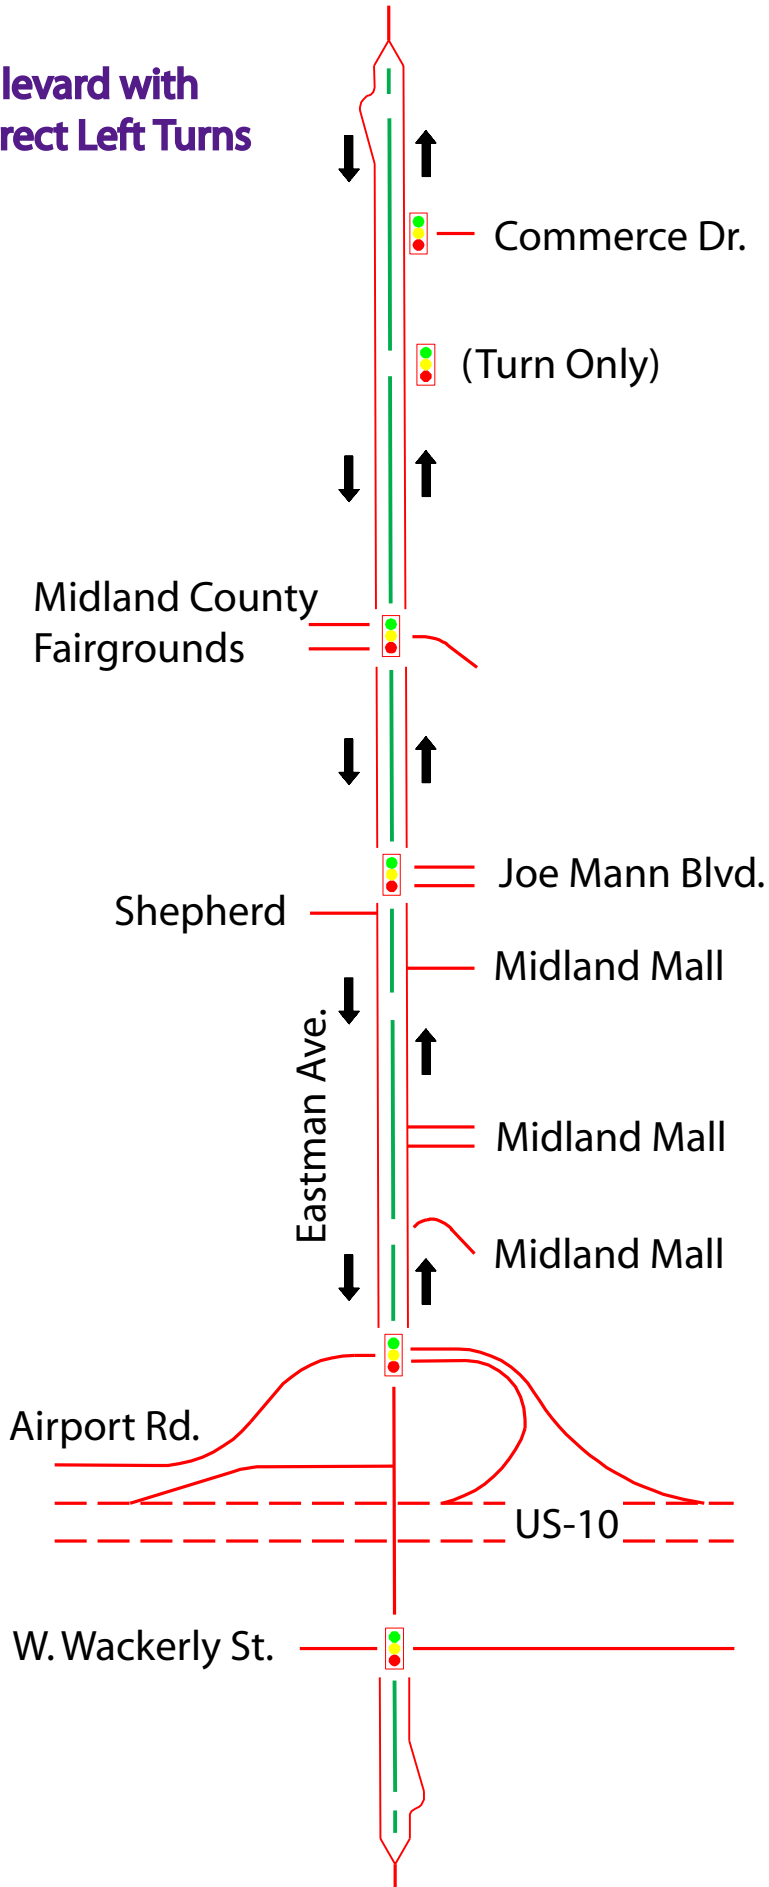 levard with
rect Left Turns
Commerce Dr.
(Turn Only)
Midland County
Fairgrounds
Joe Mann Blvd.
Shepherd
Midland Mall
Eastman Ave.
Midland Mall
Midland Mall
Airport Rd.
US-10
W. Wackerly St.